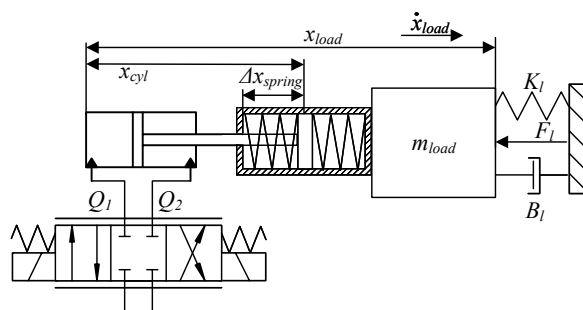 x_load
ẋ_load
x_cyl
Δx_spring
K_l
F_l
m_load
B_l
Q_1
Q_2